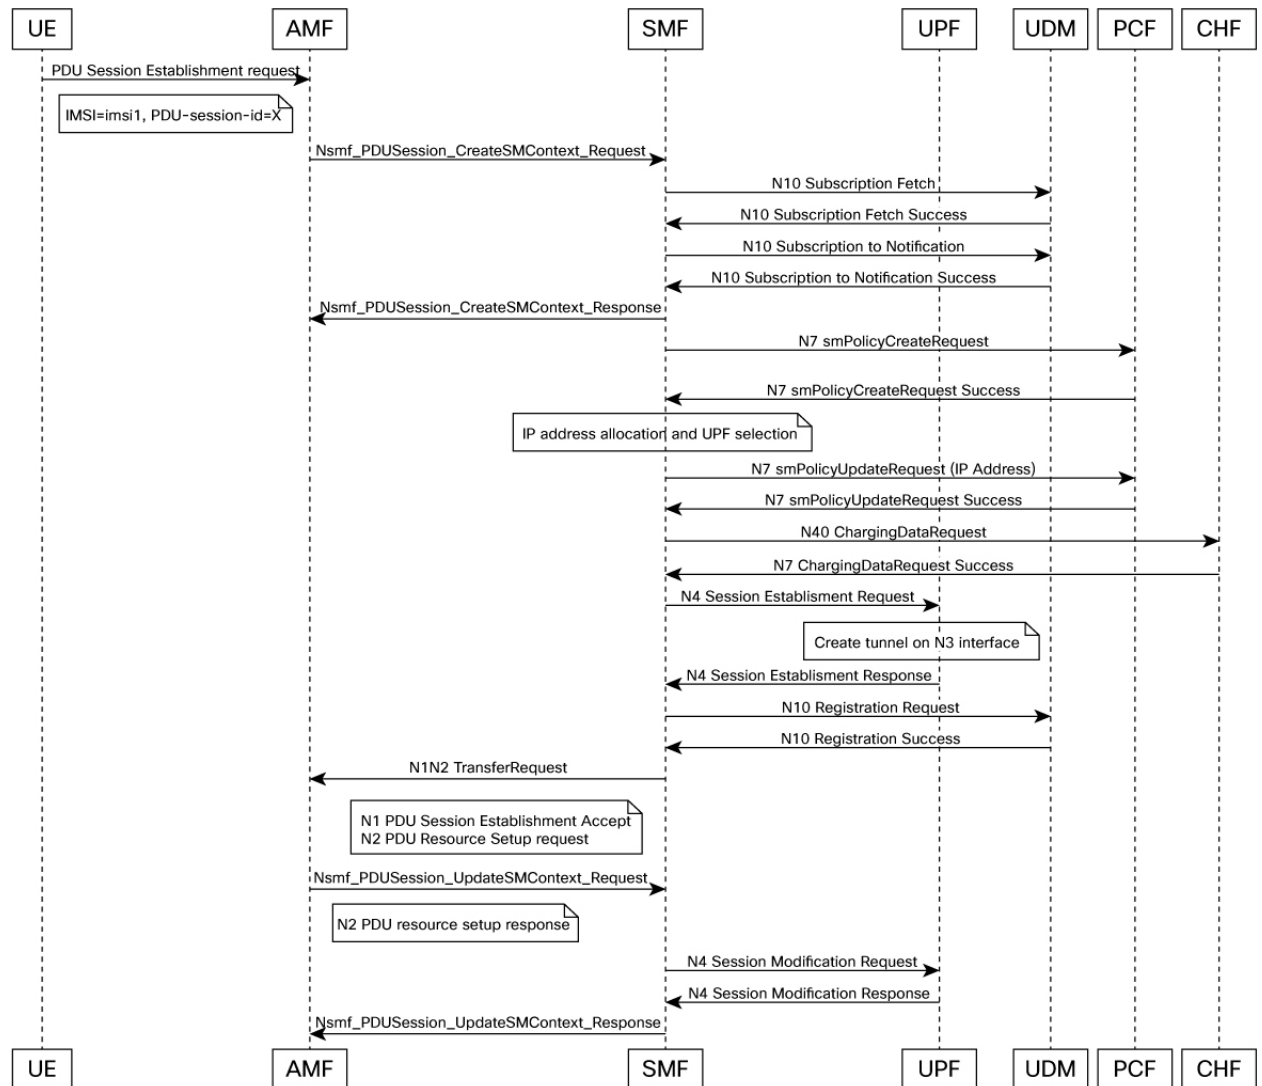 UE AMF SMF UPF UDM PCF CHF
PDU Session Establishment request
IMSI=imsi1, PDU-session-id=X
Nsmf_PDUSession_CreateSMContext_Request
N10 Subscription Fetch
N10 Subscription Fetch Success
N10 Subscription to Notification
N10 Subscription to Notification Success
Nsmf_PDUSession_CreateSMContext_Response
N7 smPolicyCreateRequest
N7 smPolicyCreateRequest Success
IP address allocation and UPF selection
N7 smPolicyUpdateRequest (IP Address)
N7 smPolicyUpdateRequest Success
N40 ChargingDataRequest
N7 ChargingDataRequest Success
N4 Session Establisment Request
Create tunnel on N3 interface
N4 Session Establisment Response
N10 Registration Request
N10 Registration Success
N1N2 TransferRequest
N1 PDU Session Establishment Accept
N2 PDU Resource Setup request
Nsmf_PDUSession_UpdateSMContext_Request
N2 PDU resource setup response
N4 Session Modification Request
N4 Session Modification Response
Nsmf_PDUSession_UpdateSMContext_Response
UE AMF SMF UPF UDM PCF CHF